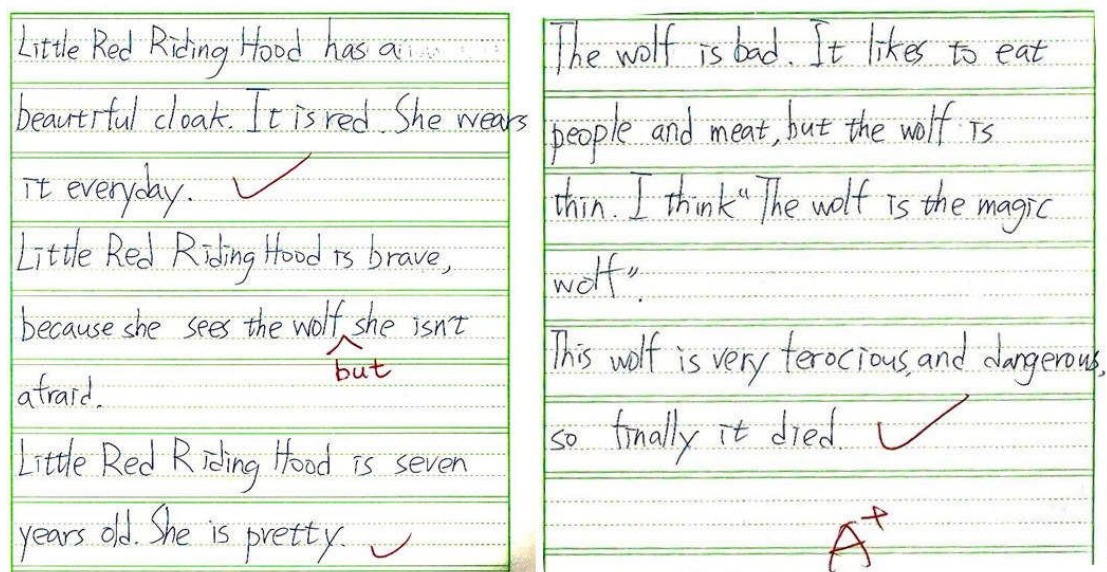 Little Red Riding Hood has a
beautiful cloak. It is red. She wears
it everyday.
Little Red Riding Hood is brave,
because she sees the wolf she isn't
but
afraid.
Little Red Riding Hood is seven
years old. She is pretty.
The wolf is bad. It likes to eat
people and meat, but the wolf is
thin. I think "The wolf is the magic
wolf".
This wolf is very ferocious, and dangerous,
so finally it died.
A+